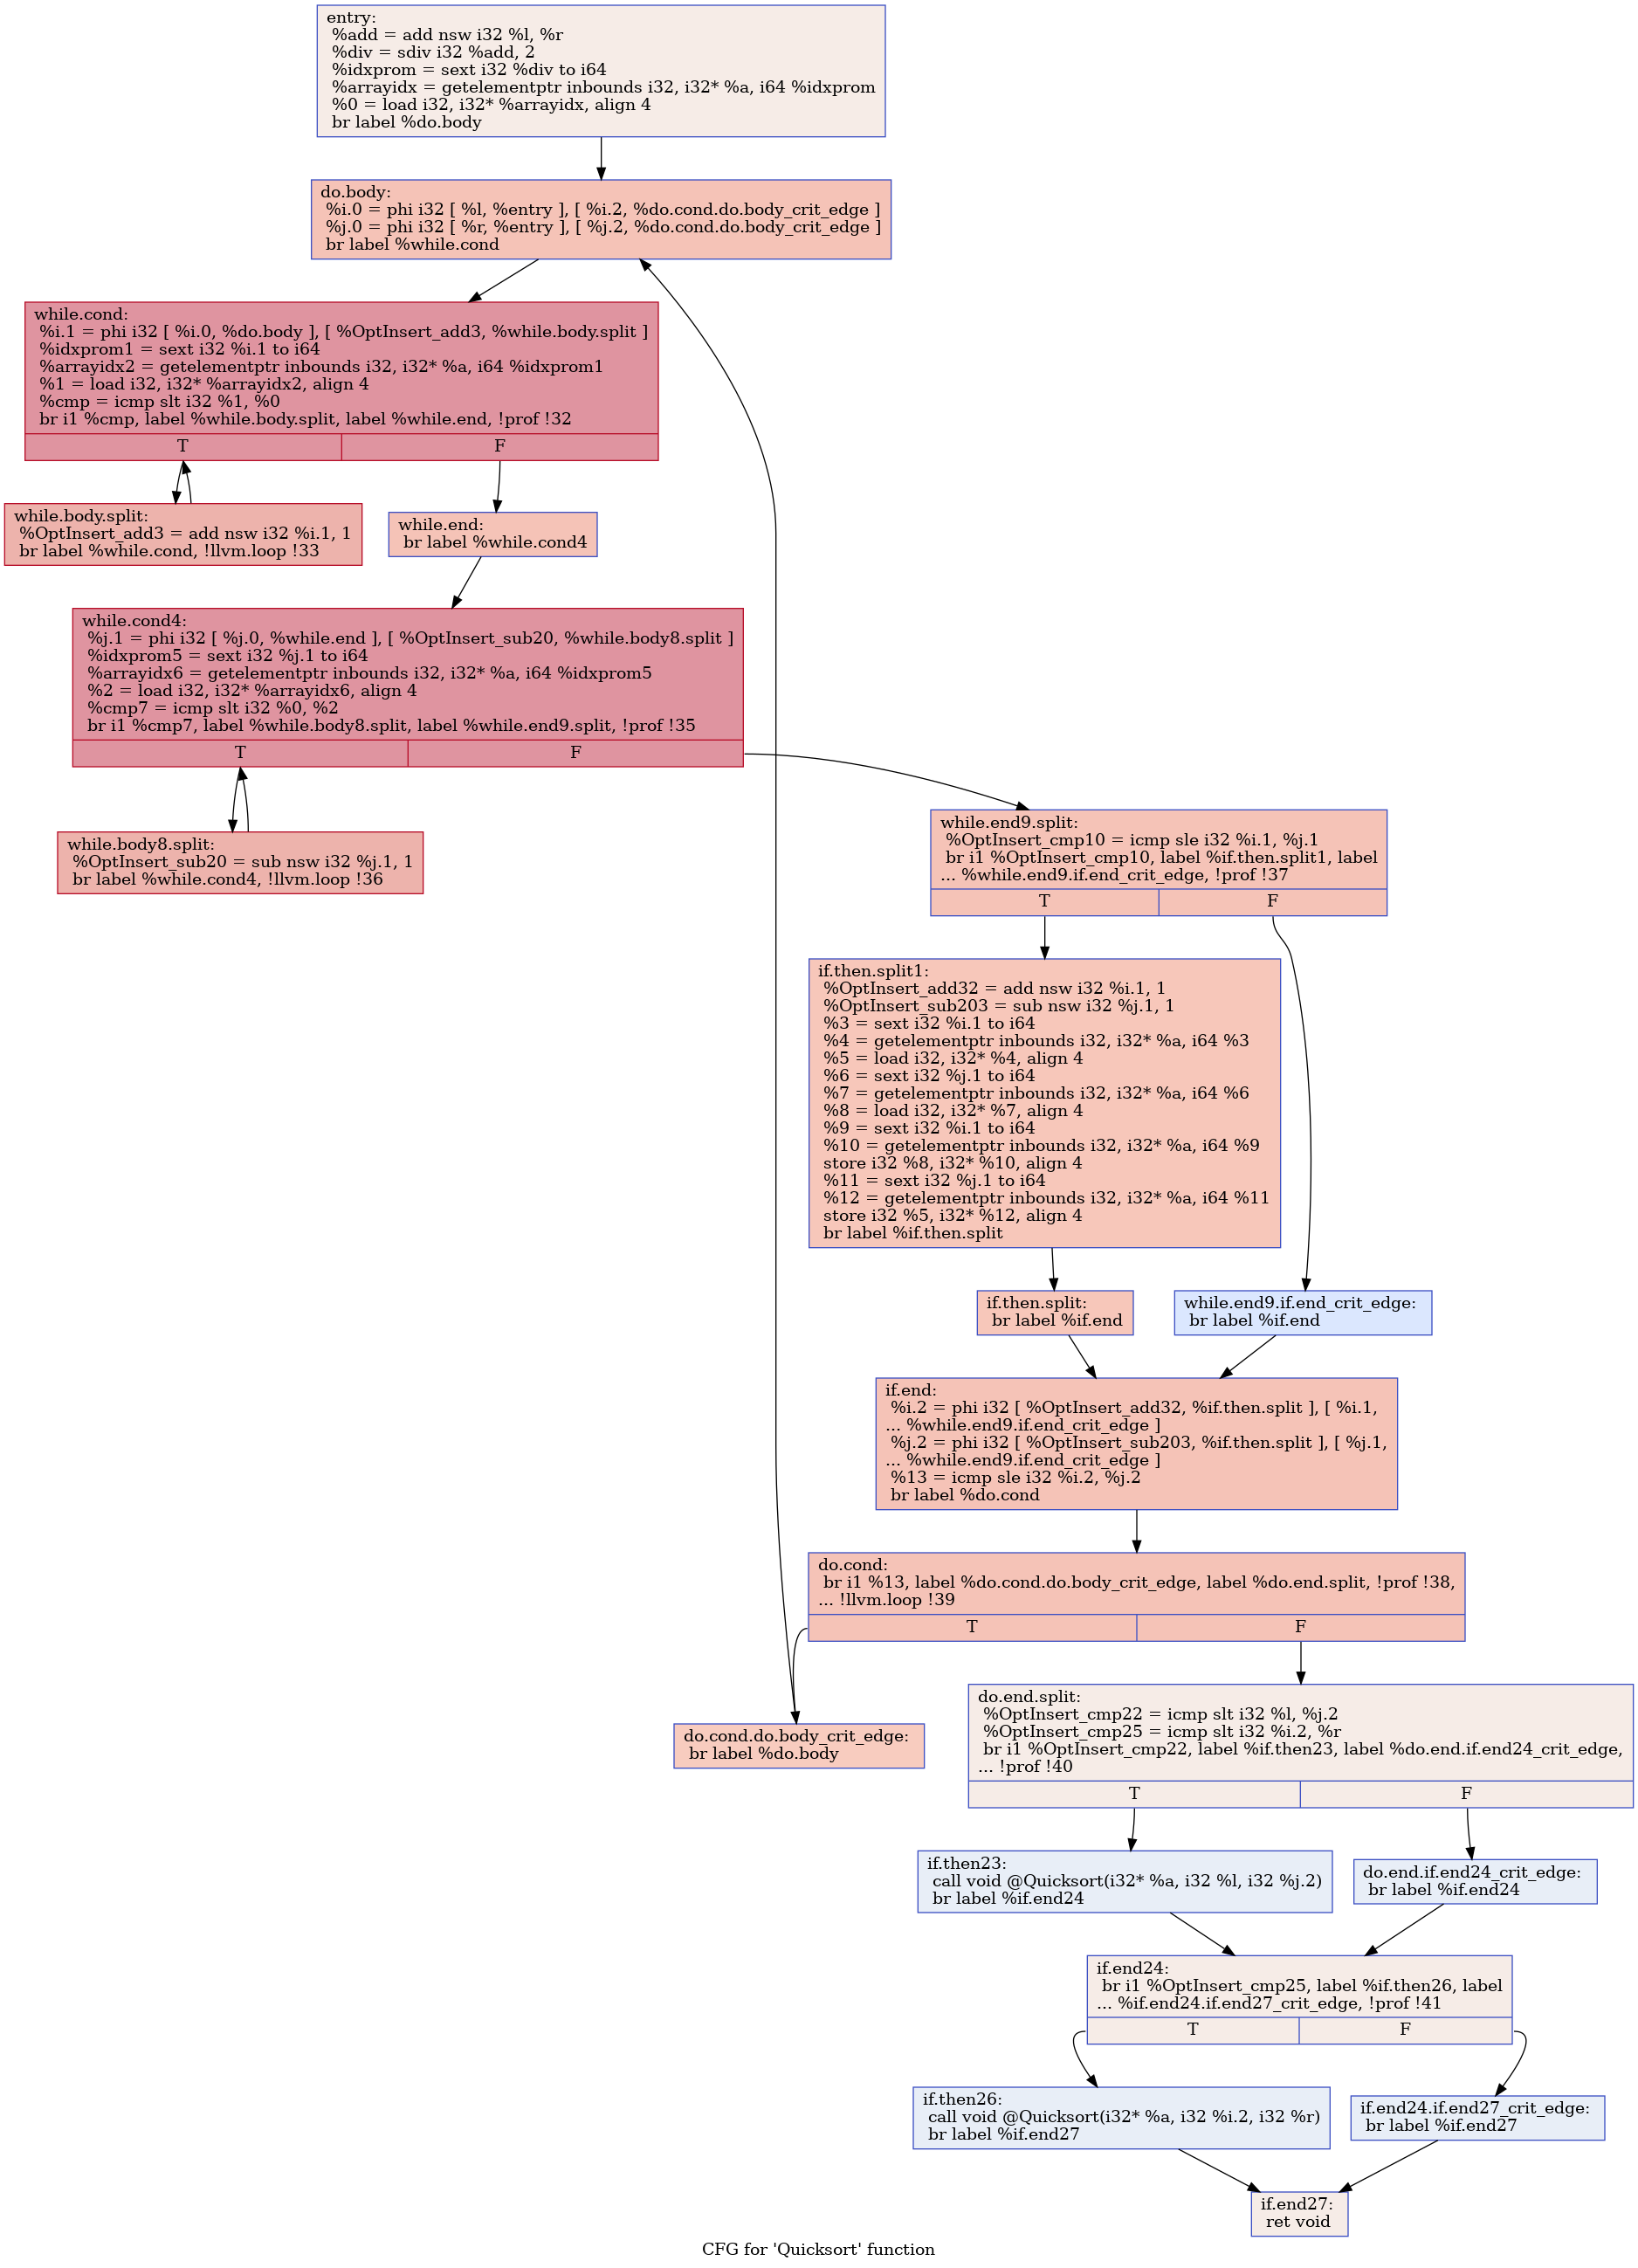 entry:
%add = add nsw i32 %l, %r
%div = sdiv i32 %add, 2
%idxprom = sext i32 %div to i64
%arrayidx = getelementptr inbounds i32, i32* %a, i64 %idxprom
%0 = load i32, i32* %arrayidx, align 4
br label %do.body
do.body:
%i.0 = phi i32 [ %l, %entry ], [ %i.2, %do.cond.do.body_crit_edge ]
%j.0 = phi i32 [ %r, %entry ], [ %j.2, %do.cond.do.body_crit_edge ]
br label %while.cond
while.cond:
%i.1 = phi i32 [ %i.0, %do.body ], [ %OptInsert_add3, %while.body.split ]
%idxprom1 = sext i32 %i.1 to i64
%arrayidx2 = getelementptr inbounds i32, i32* %a, i64 %idxprom1
%1 = load i32, i32* %arrayidx2, align 4
%cmp = icmp slt i32 %1, %0
br i1 %cmp, label %while.body.split, label %while.end, !prof !32
T
F
while.body.split:
%OptInsert_add3 = add nsw i32 %i.1, 1
br label %while.cond, !llvm.loop !33
while.end:
br label %while.cond4
while.cond4:
%j.1 = phi i32 [ %j.0, %while.end ], [ %OptInsert_sub20, %while.body8.split ]
%idxprom5 = sext i32 %j.1 to i64
%arrayidx6 = getelementptr inbounds i32, i32* %a, i64 %idxprom5
%2 = load i32, i32* %arrayidx6, align 4
%cmp7 = icmp slt i32 %0, %2
br i1 %cmp7, label %while.body8.split, label %while.end9.split, !prof !35
T
F
while.body8.split:
%OptInsert_sub20 = sub nsw i32 %j.1, 1
br label %while.cond4, !llvm.loop !36
while.end9.split:
%OptInsert_cmp10 = icmp sle i32 %i.1, %j.1
br i1 %OptInsert_cmp10, label %if.then.split1, label
... %while.end9.if.end_crit_edge, !prof !37
T
F
if.then.split1:
%OptInsert_add32 = add nsw i32 %i.1, 1
%OptInsert_sub203 = sub nsw i32 %j.1, 1
%3 = sext i32 %i.1 to i64
%4 = getelementptr inbounds i32, i32* %a, i64 %3
%5 = load i32, i32* %4, align 4
%6 = sext i32 %j.1 to i64
%7 = getelementptr inbounds i32, i32* %a, i64 %6
%8 = load i32, i32* %7, align 4
%9 = sext i32 %i.1 to i64
%10 = getelementptr inbounds i32, i32* %a, i64 %9
store i32 %8, i32* %10, align 4
%11 = sext i32 %j.1 to i64
%12 = getelementptr inbounds i32, i32* %a, i64 %11
store i32 %5, i32* %12, align 4
br label %if.then.split
if.then.split:
br label %if.end
while.end9.if.end_crit_edge:
br label %if.end
if.end:
%i.2 = phi i32 [ %OptInsert_add32, %if.then.split ], [ %i.1,
... %while.end9.if.end_crit_edge ]
%j.2 = phi i32 [ %OptInsert_sub203, %if.then.split ], [ %j.1,
... %while.end9.if.end_crit_edge ]
%13 = icmp sle i32 %i.2, %j.2
br label %do.cond
do.cond:
br i1 %13, label %do.cond.do.body_crit_edge, label %do.end.split, !prof !38,
... !llvm.loop !39
T
F
do.cond.do.body_crit_edge:
br label %do.body
do.end.split:
%OptInsert_cmp22 = icmp slt i32 %l, %j.2
%OptInsert_cmp25 = icmp slt i32 %i.2, %r
br i1 %OptInsert_cmp22, label %if.then23, label %do.end.if.end24_crit_edge,
... !prof !40
T
F
if.then23:
call void @Quicksort(i32* %a, i32 %l, i32 %j.2)
br label %if.end24
do.end.if.end24_crit_edge:
br label %if.end24
if.end24:
br i1 %OptInsert_cmp25, label %if.then26, label
... %if.end24.if.end27_crit_edge, !prof !41
T
F
if.then26:
call void @Quicksort(i32* %a, i32 %i.2, i32 %r)
br label %if.end27
if.end24.if.end27_crit_edge:
br label %if.end27
if.end27:
ret void
CFG for 'Quicksort' function